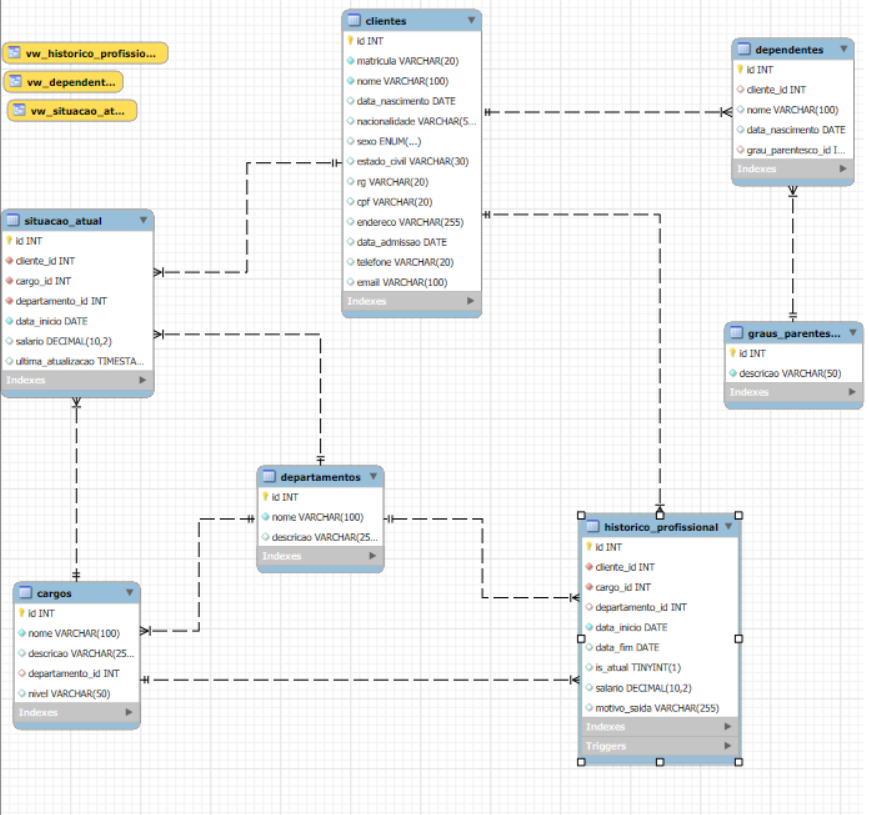 vw_historico_profissio...
vw_dependent...
vw_situacao_at...
clientes
id INT
matricula VARCHAR(20)
nome VARCHAR(100)
data_nascimento DATE
nacionalidade VARCHAR(5...
sexo ENUM(...)
estado_civil VARCHAR(30)
rg VARCHAR(20)
cpf VARCHAR(20)
endereco VARCHAR(255)
data_admissao DATE
telefone VARCHAR(20)
email VARCHAR(100)
Indexes
dependentes
id INT
cliente_id INT
nome VARCHAR(100)
data_nascimento DATE
grau_parentesco_id I...
Indexes
situacao_atual
id INT
cliente_id INT
cargo_id INT
departamento_id INT
data_inicio DATE
salario DECIMAL(10,2)
ultima_atualizacao TIMESTA...
Indexes
graus_parentes...
id INT
descricao VARCHAR(50)
Indexes
departamentos
id INT
nome VARCHAR(100)
descricao VARCHAR(25...
Indexes
historico_profissional
id INT
cliente_id INT
cargo_id INT
departamento_id INT
data_inicio DATE
data_fim DATE
is_atual TINYINT(1)
salario DECIMAL(10,2)
motivo_saida VARCHAR(255)
Indexes
Triggers
cargos
id INT
nome VARCHAR(100)
descricao VARCHAR(25...
departamento_id INT
nivel VARCHAR(50)
Indexes